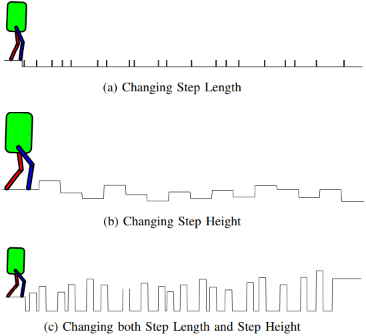 (a) Changing Step Length
(b) Changing Step Height
(c) Changing both Step Length and Step Height